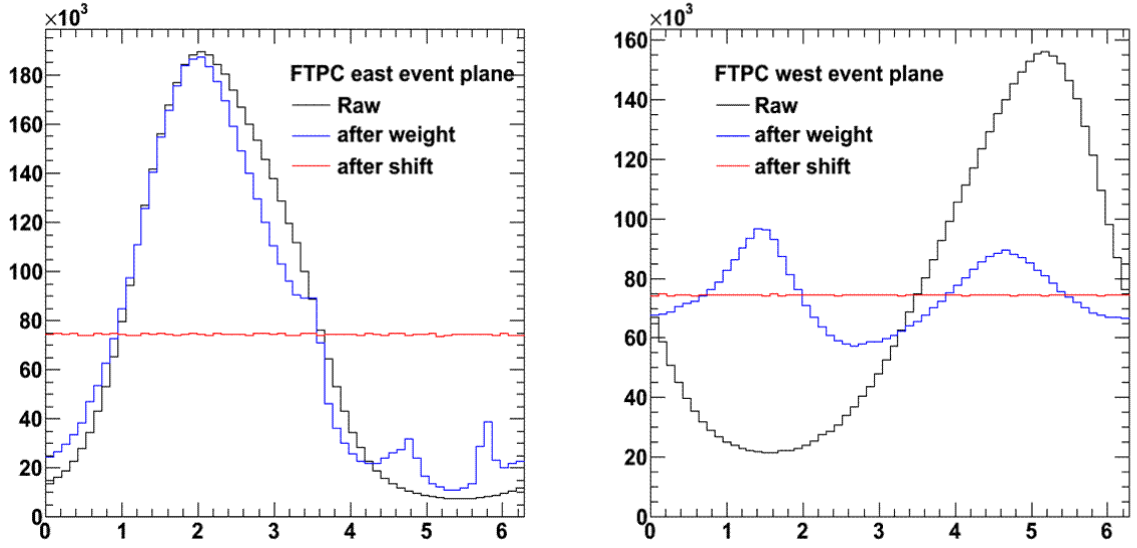 ×10³
180
160
140
120
100
80
60
40
20
0
0 1 2 3 4 5 6
FTPC east event plane
Raw
after weight
after shift
×10³
160
140
120
100
80
60
40
20
0
0 1 2 3 4 5 6
FTPC west event plane
Raw
after weight
after shift